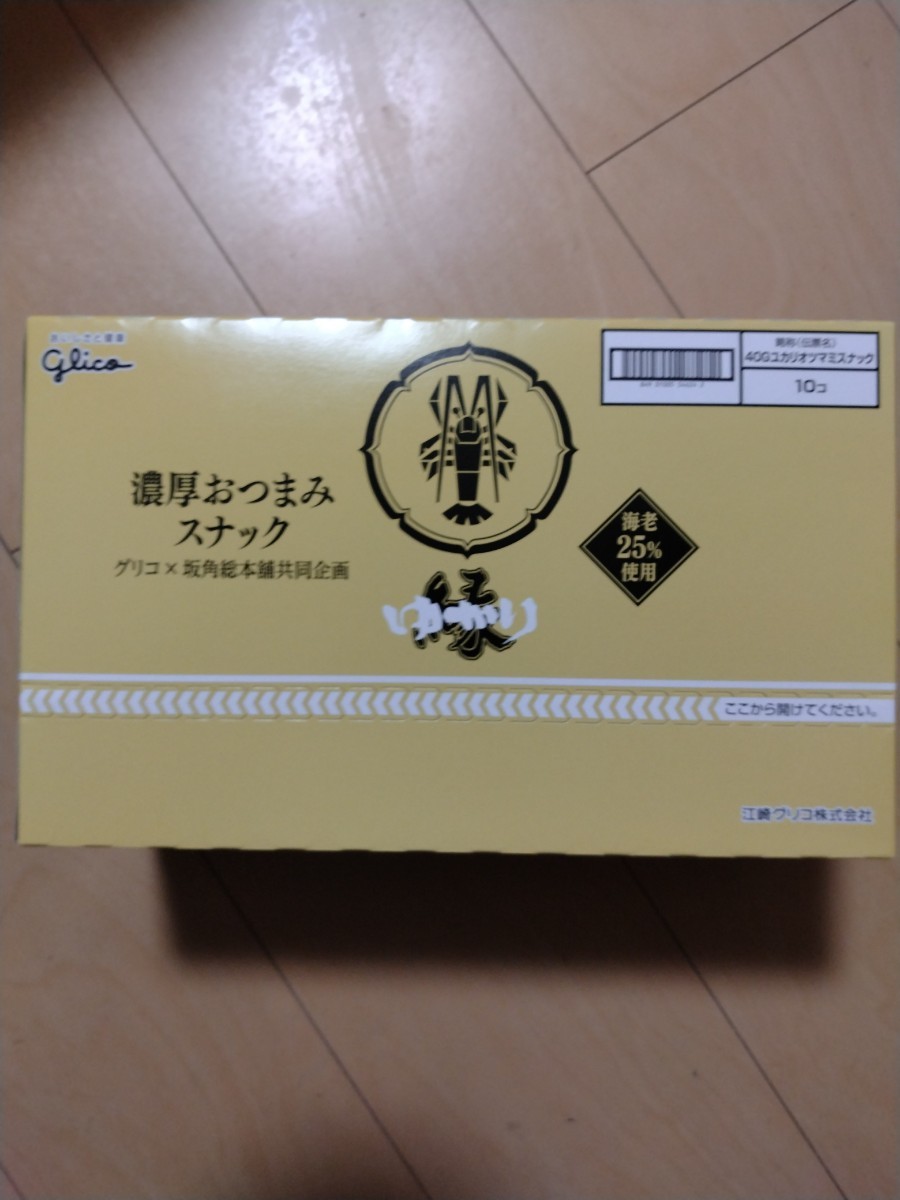 おいしさと健康
Glico
略称(伝票名)
40Gユカリオツマミスナック
10コ
濃厚おつまみ
スナック
グリコ×坂角総本舗共同企画
海老
25%
使用
縁
ゆかり
ここから開けてください。
江崎グリコ株式会社